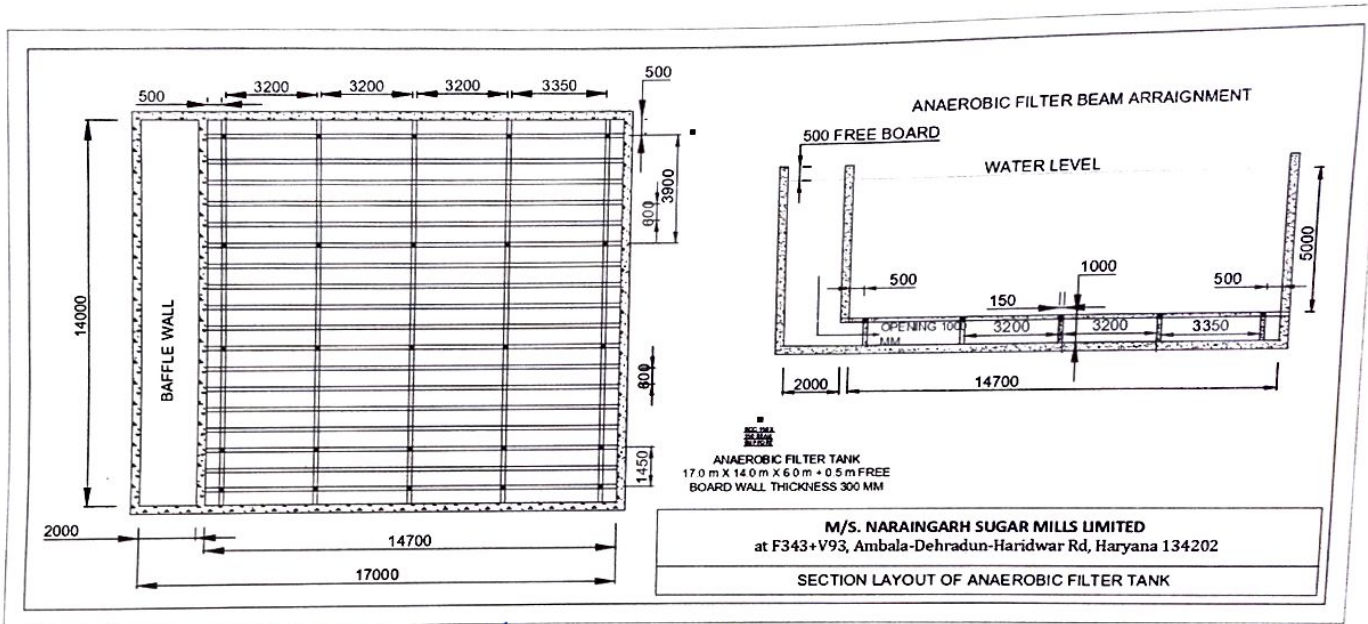 500
3200
3200
3200
3350
500
14000
BAFFLE WALL
600
3900
600
1450
2000
14700
17000
ANAEROBIC FILTER BEAM ARRAIGNMENT
500 FREE BOARD
WATER LEVEL
5000
500
1000
500
150
OPENING 1000
MM
3200
3200
3350
2000
14700
ANAEROBIC FILTER TANK
17.0 m X 14.0 m X 6.0 m + 0.5 m FREE
BOARD WALL THICKNESS 300 MM
M/S. NARAINGARH SUGAR MILLS LIMITED
at F343+V93, Ambala-Dehradun-Haridwar Rd, Haryana 134202
SECTION LAYOUT OF ANAEROBIC FILTER TANK